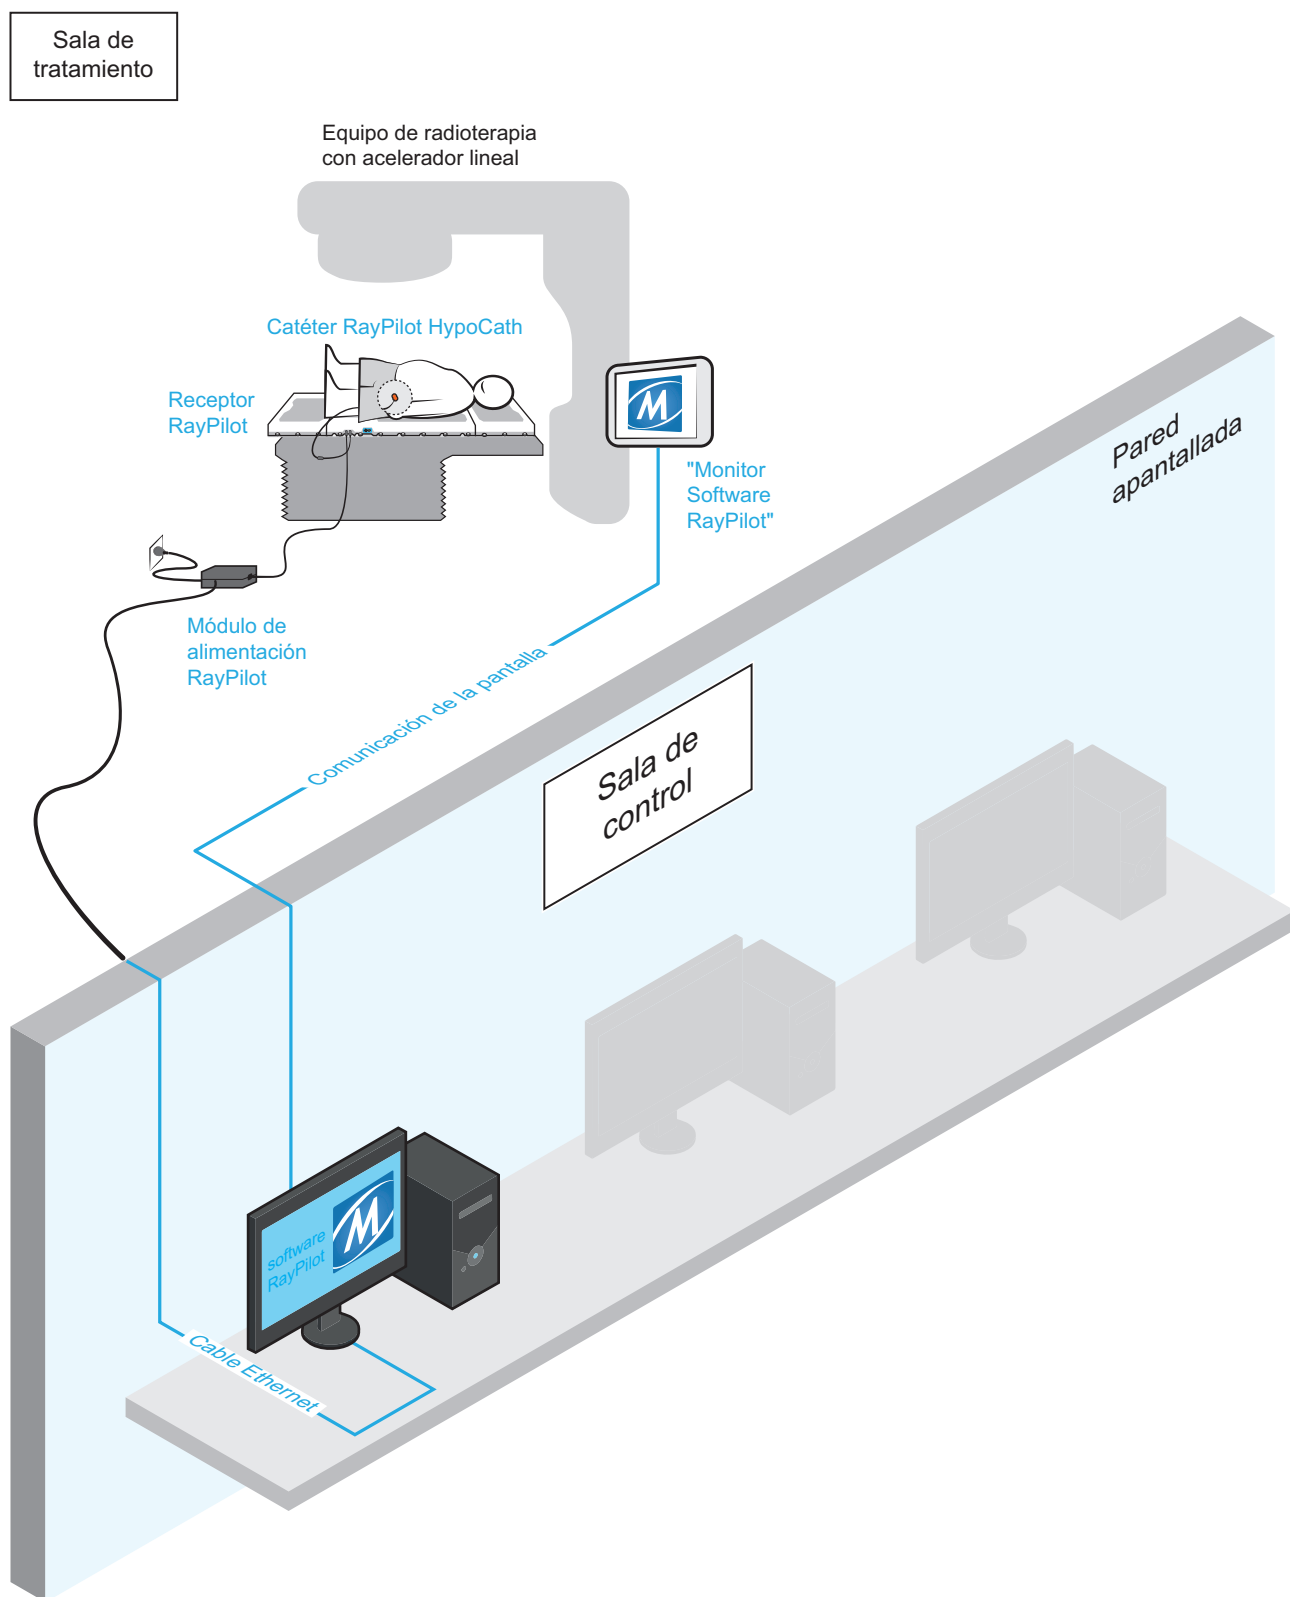 Sala de
tratamiento
Equipo de radioterapia
con acelerador lineal
Catéter RayPilot HypoCath
Receptor
RayPilot
M
"Monitor
Software
RayPilot"
Pared
apantallada
Módulo de
alimentación
RayPilot
Comunicación de la pantalla
Sala de
control
software
RayPilot
M
Cable Ethernet